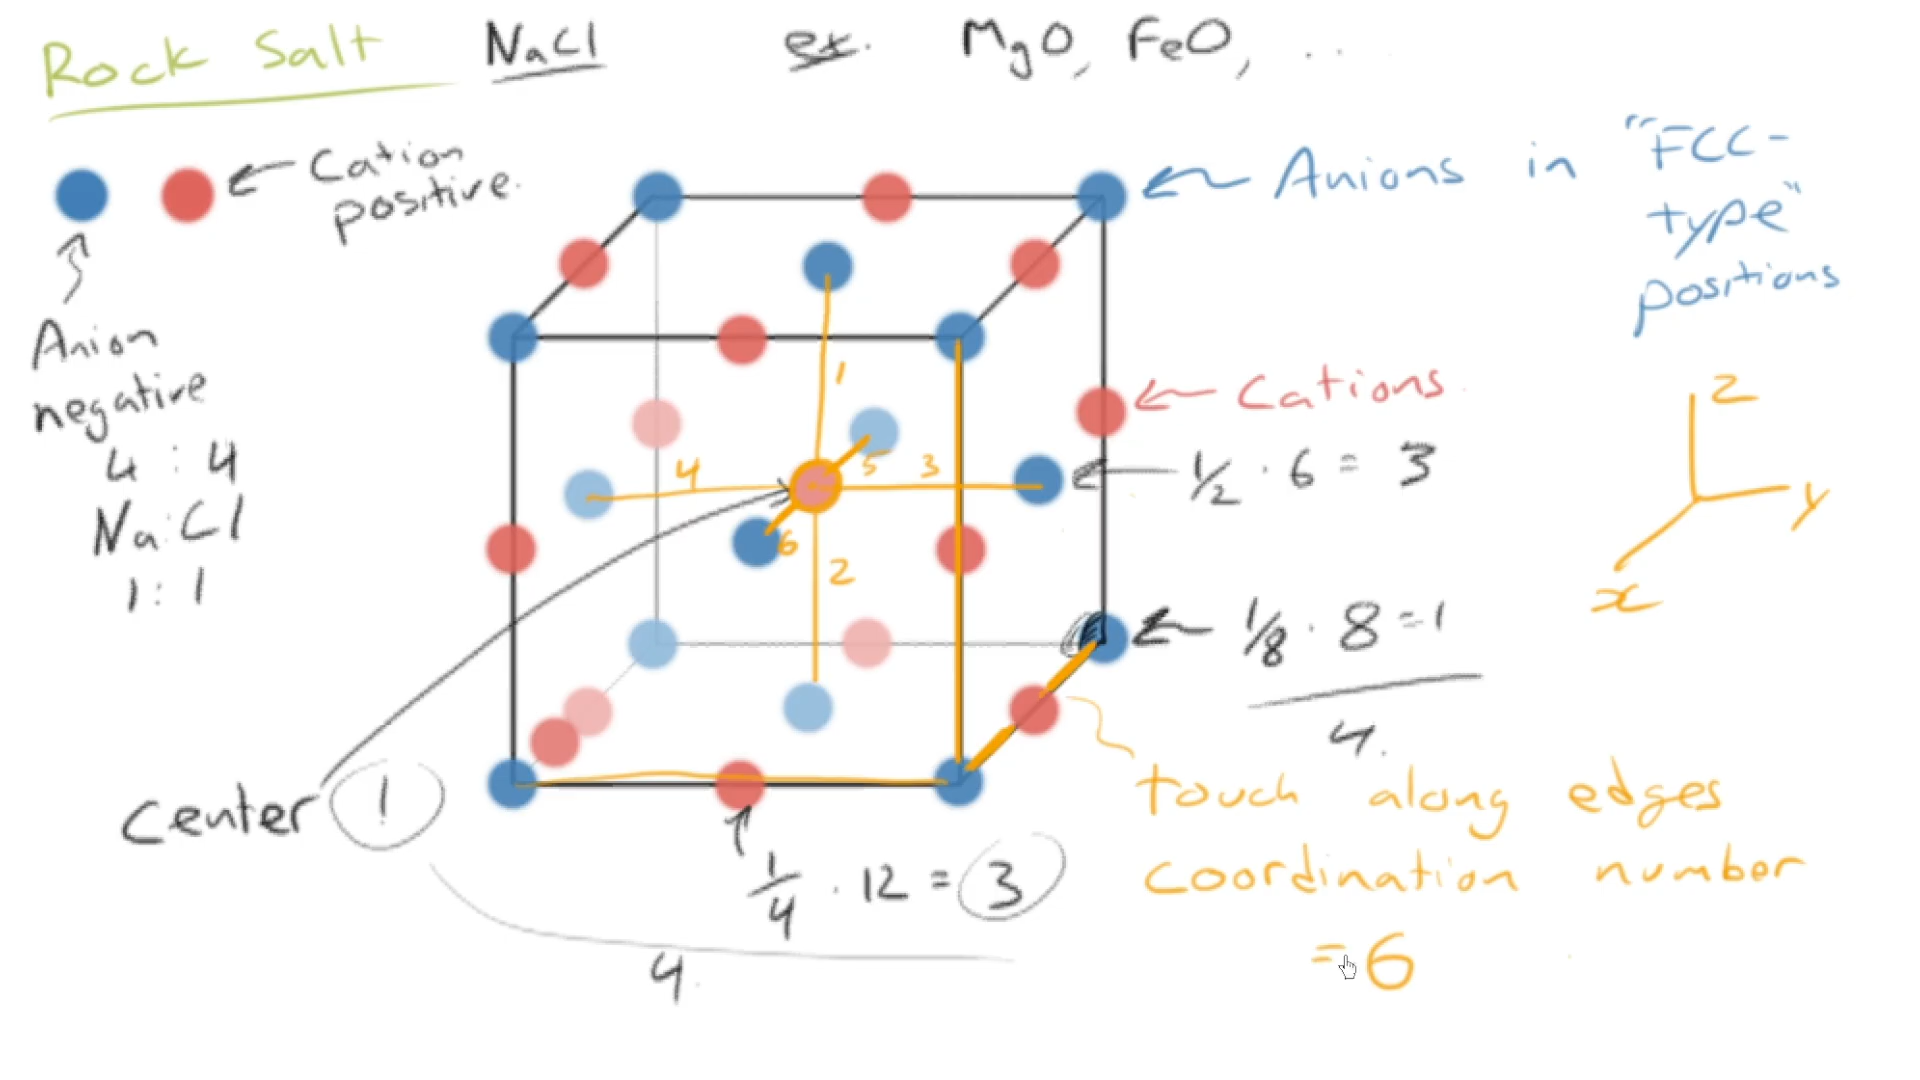 Rock Salt NaCl ex. MgO, FeO, ...
Cation
positive.
Anion
negative
4 : 4
Na:Cl
1 : 1
Anions in "FCC-
type"
positions
Cations
1/2 · 6 = 3
1/8 · 8 = 1
4.
z
y
x
1
5
3
4
6
2
touch along edges
coordination number
= 6
Center 1
1/4 · 12 = 3
4.